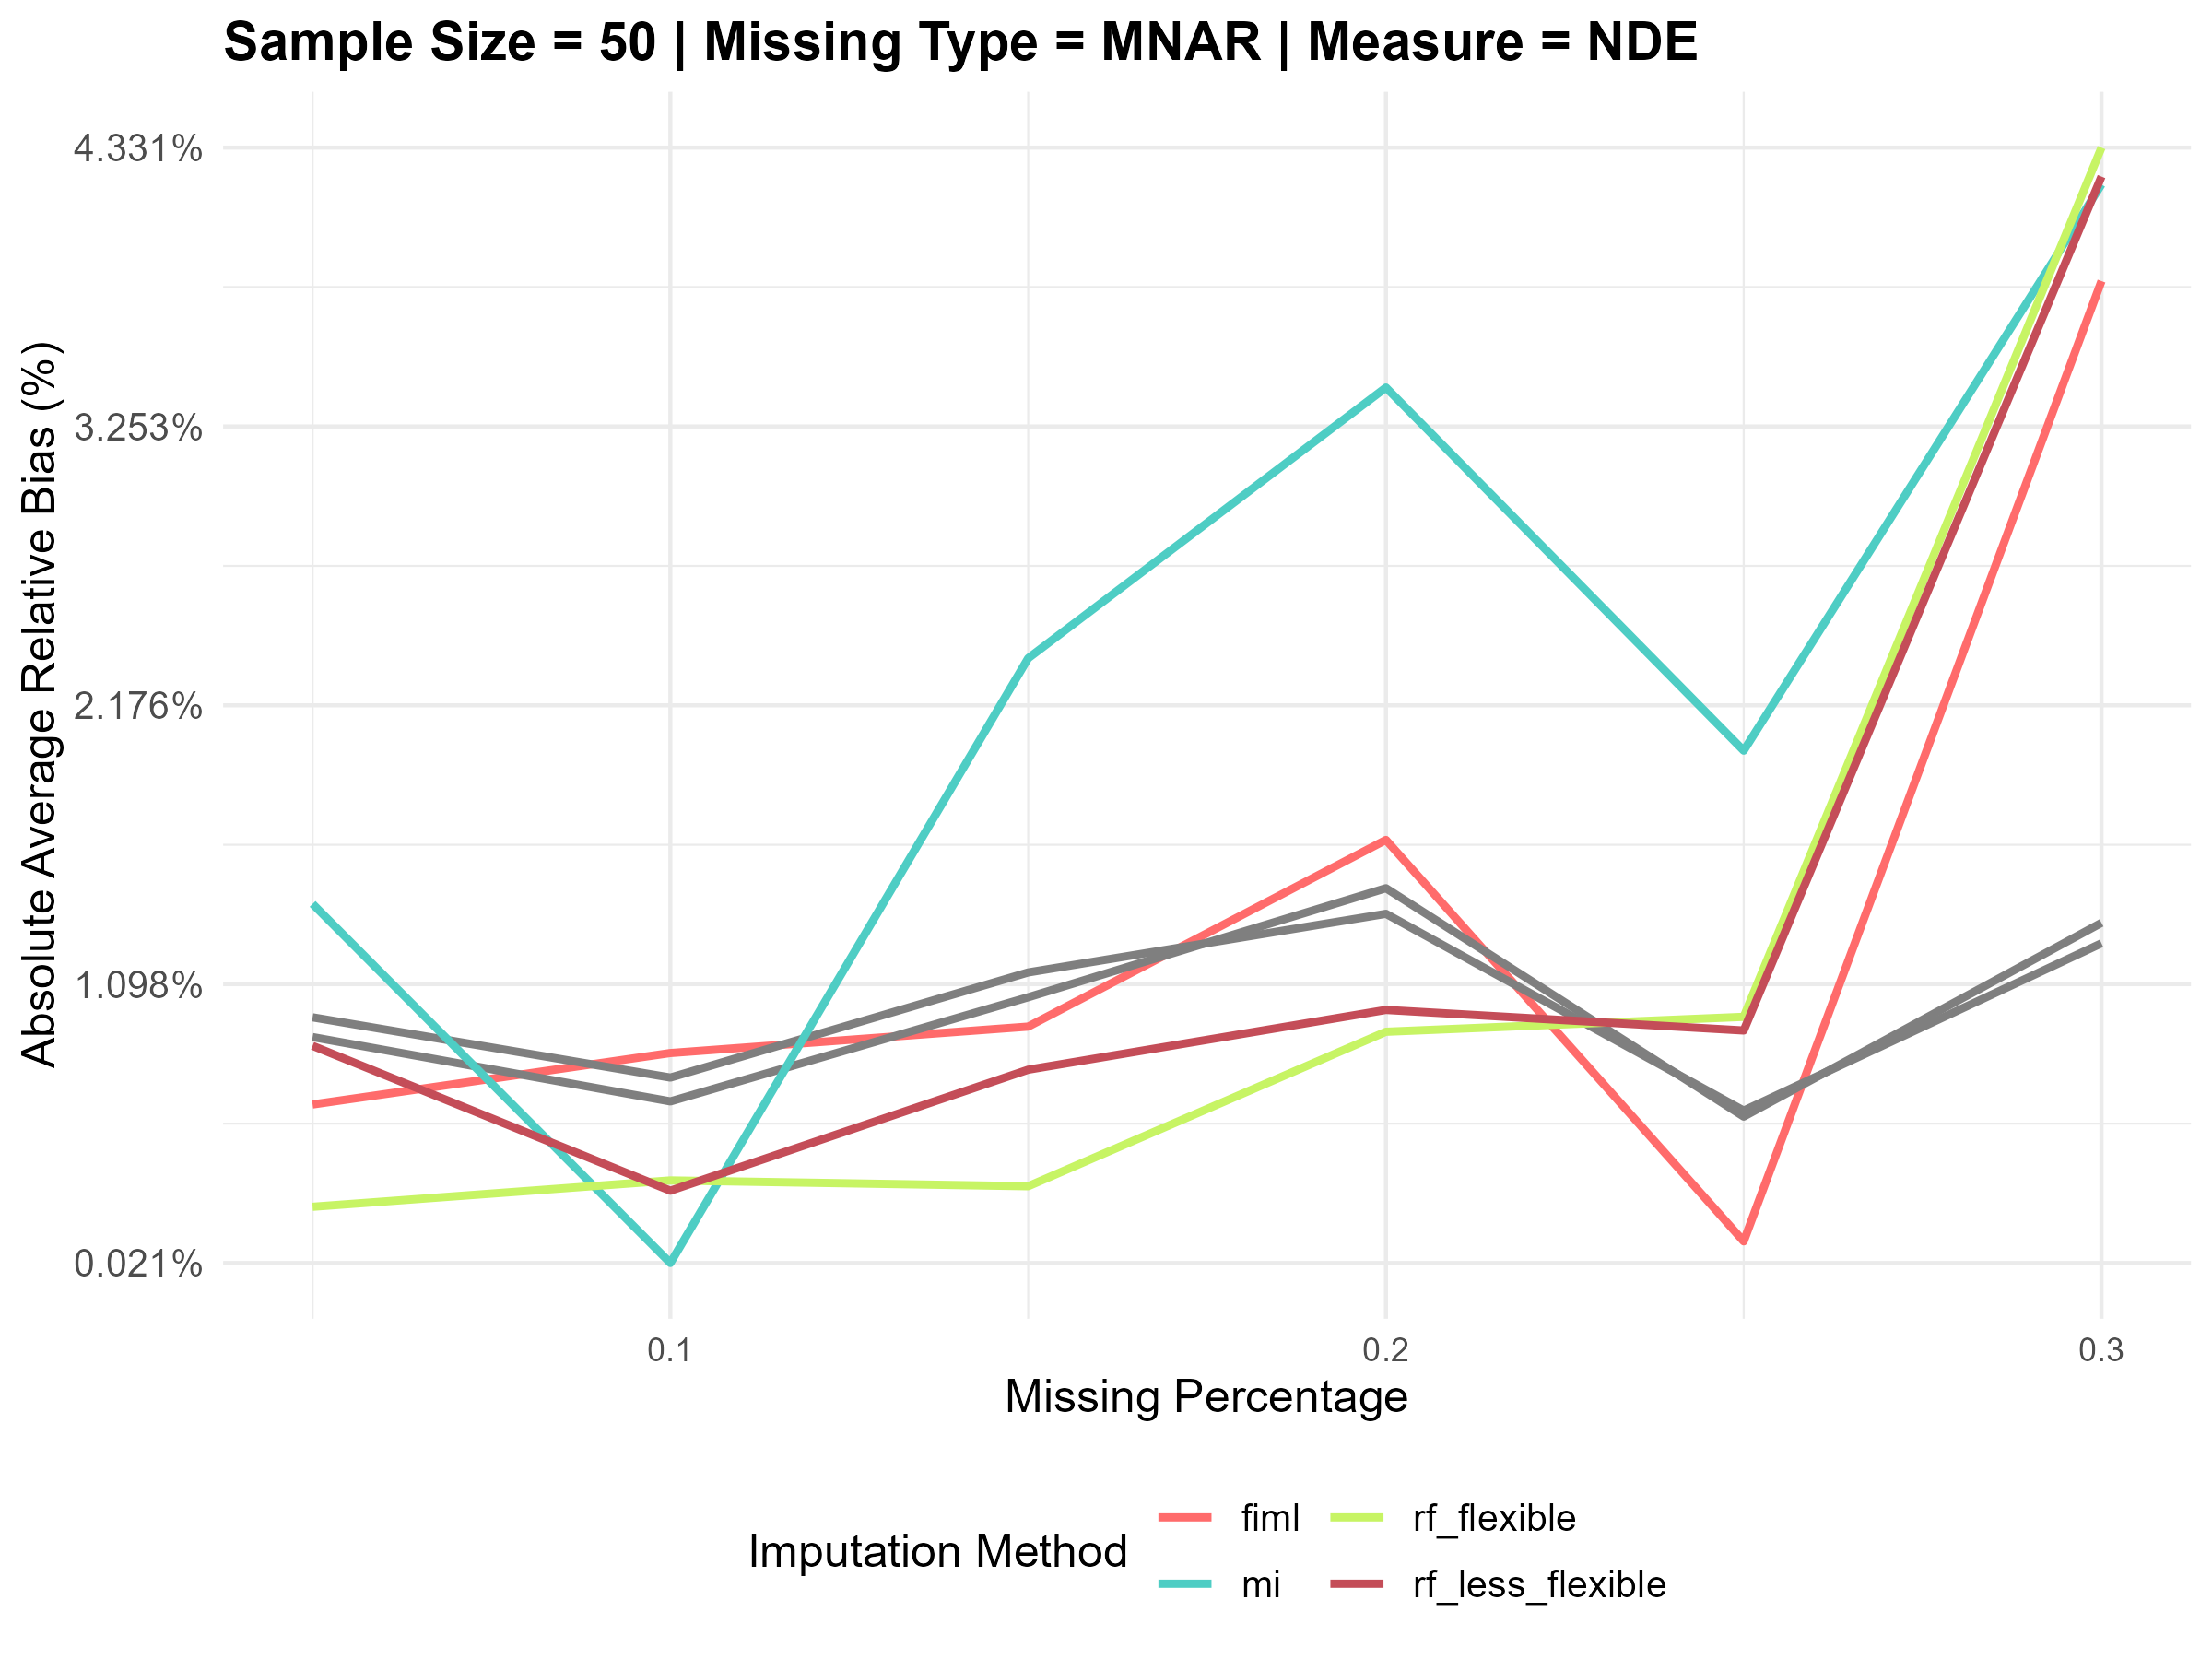 Sample Size = 50 | Missing Type = MNAR | Measure = NDE
Absolute Average Relative Bias (%)
4.331%
3.253%
2.176%
1.098%
0.021%
0.1
0.2
0.3
Missing Percentage
Imputation Method
fiml
rf_flexible
mi
rf_less_flexible